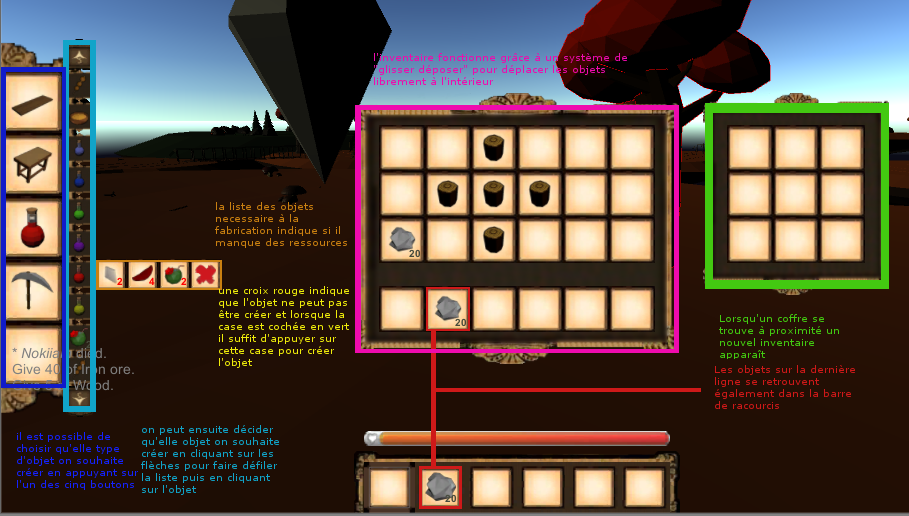 l'inventaire fonctionne grâce à un système de
"glisser déposer" pour déplacer les objets
librement à l'intérieur
la liste des objets
necessaire à la
fabrication indique si il
manque des ressources
20
2
4
2
une croix rouge indique
que l'objet ne peut pas
être créer et lorsque la
case est cochée en vert
il suffit d'appuyer sur
cette case pour créer
l'objet
20
Lorsqu'un coffre se
trouve à proximité un
nouvel inventaire
apparaît
* Nokiia died.
Give 40 of Iron ore.
Wood.
Les objets sur la dernière
ligne se retrouvent
également dans la barre
de racourcis
il est possible de
choisir qu'elle type
d'objet on souhaite
créer en appuyant sur
l'un des cinq boutons
on peut ensuite décider
qu'elle objet on souhaite
créer en cliquant sur les
flèches pour faire défiler
la liste puis en cliquant
sur l'objet
20